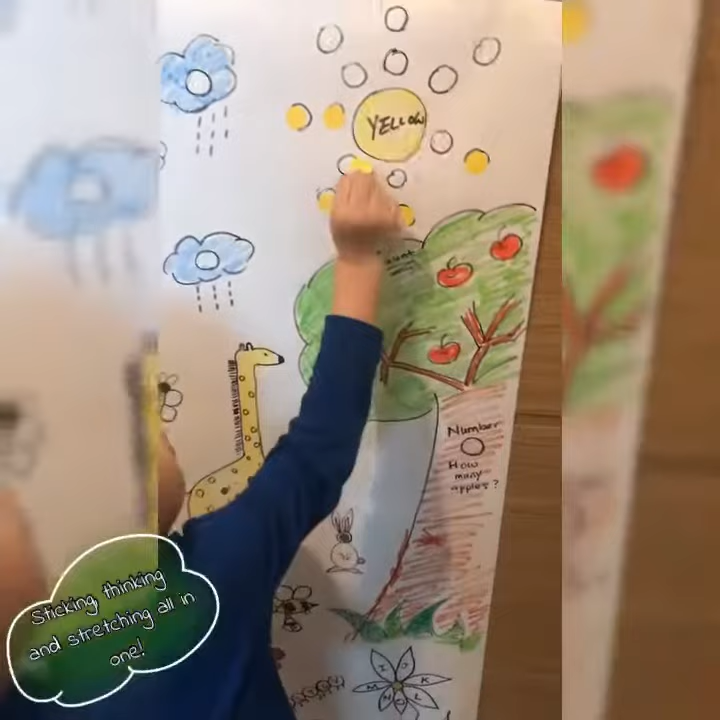 YELLOW
Number
How
many
apples?
I
J
K
L
M
N
O
Sticking, thinking
and stretching all in
one!